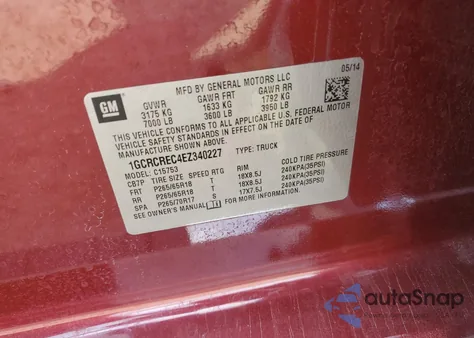 GM
MFD BY GENERAL MOTORS LLC 05/14
GVWR GAWR FRT GAWR RR
3175 KG 1633 KG 1792 KG
7000 LB 3600 LB 3950 LB
THIS VEHICLE CONFORMS TO ALL APPLICABLE U.S. FEDERAL MOTOR
VEHICLE SAFETY STANDARDS IN EFFECT ON THE DATE OF MANUFACTURE SHOWN ABOVE.
1GCRCREC4EZ340227 TYPE: TRUCK
MODEL: C15753
CB7P TIRE SIZE SPEED RTG RIM COLD TIRE PRESSURE
FRT P265/65R18 T 18X8.5J 240KPA(35PSI)
RR P265/65R18 T 18X8.5J 240KPA(35PSI)
SPA P265/70R17 S 17X7.5J 240KPA(35PSI)
SEE OWNER'S MANUAL FOR MORE INFORMATION.
autoSnap